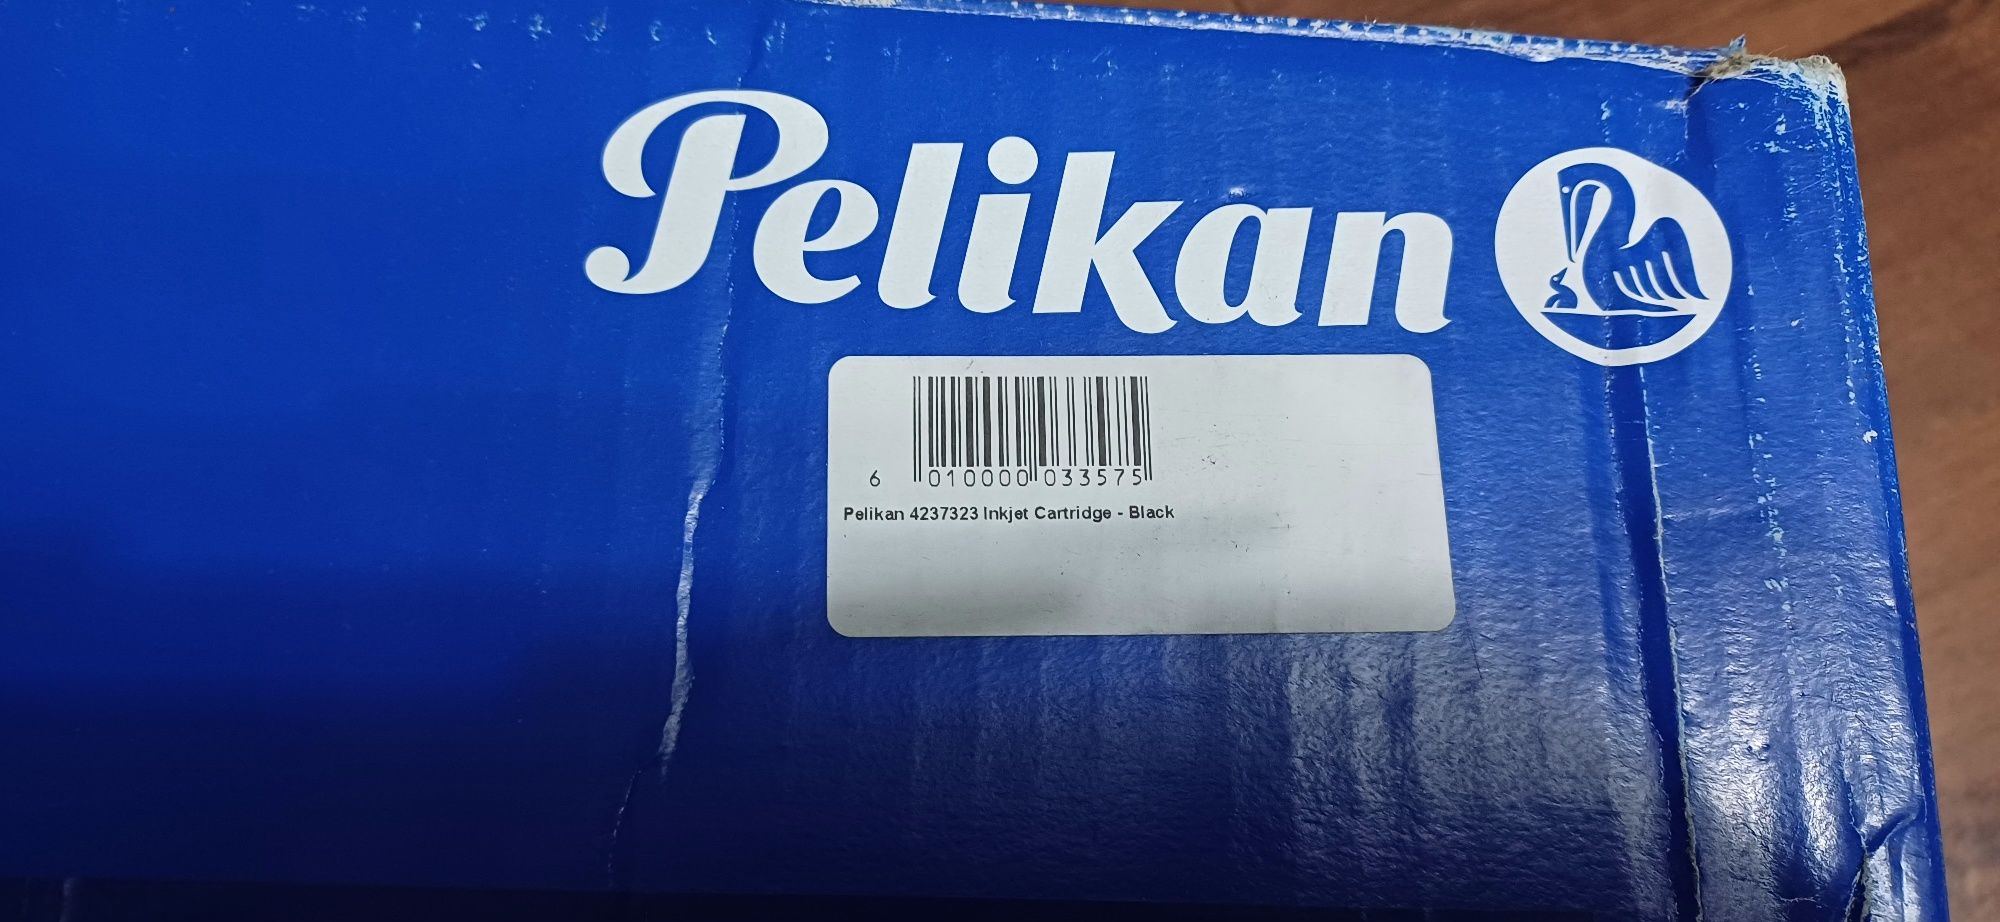 Pelikan
6 010000 033575
Pelikan 4237323 Inkjet Cartridge - Black